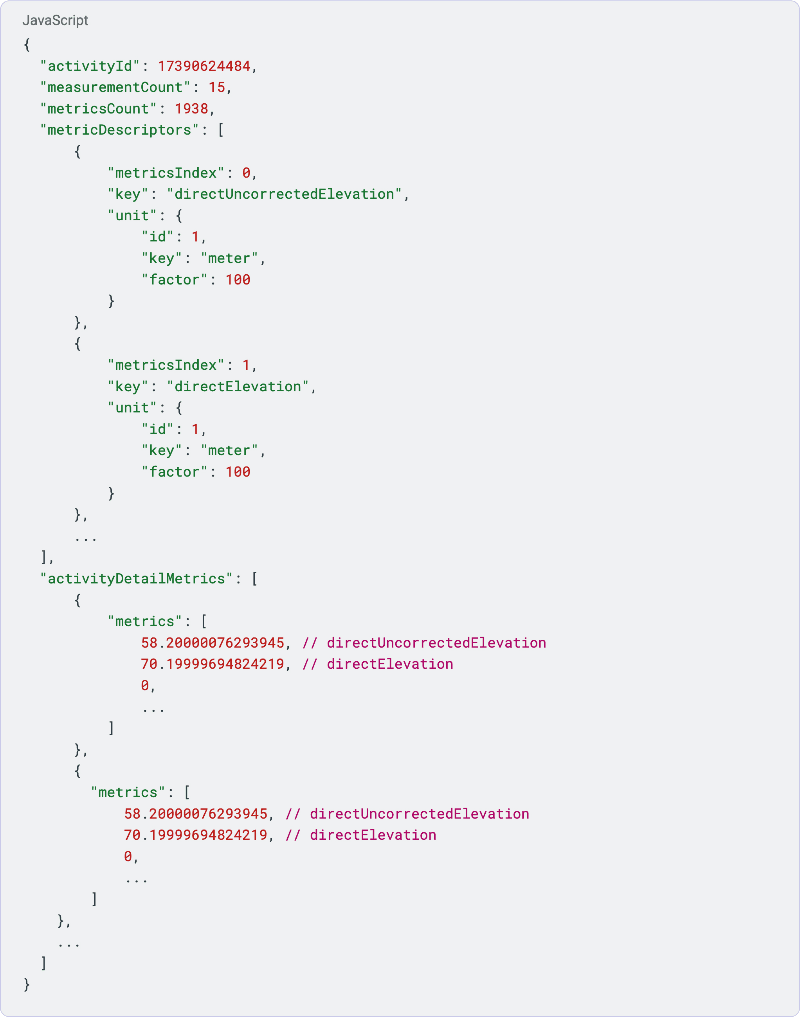 JavaScript
{
  "activityId": 17390624484,
  "measurementCount": 15,
  "metricsCount": 1938,
  "metricDescriptors": [
      {
          "metricsIndex": 0,
          "key": "directUncorrectedElevation",
          "unit": {
              "id": 1,
              "key": "meter",
              "factor": 100
          }
      },
      {
          "metricsIndex": 1,
          "key": "directElevation",
          "unit": {
              "id": 1,
              "key": "meter",
              "factor": 100
          }
      },
      ...
  ],
  "activityDetailMetrics": [
      {
          "metrics": [
              58.20000076293945, // directUncorrectedElevation
              70.19999694824219, // directElevation
              0,
              ...
          ]
      },
      {
        "metrics": [
            58.20000076293945, // directUncorrectedElevation
            70.19999694824219, // directElevation
            0,
            ...
        ]
    },
    ...
  ]
}